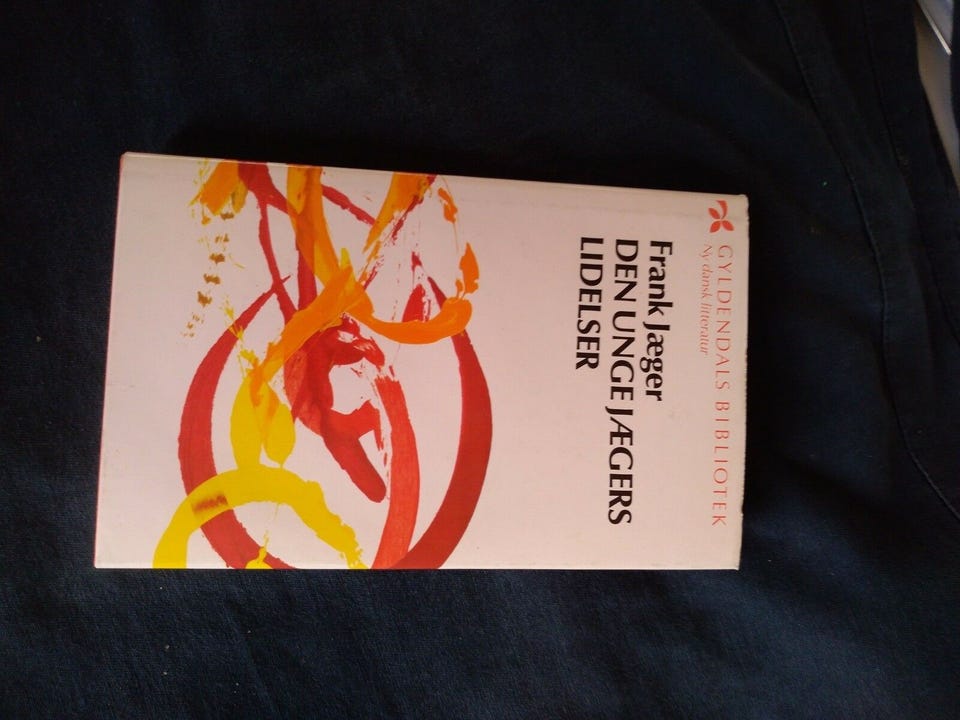 GYLDENDALS BIBLIOTEK
Ny dansk litteratur
Frank Jæger
DEN UNGE JÆGERS
LIDELSER